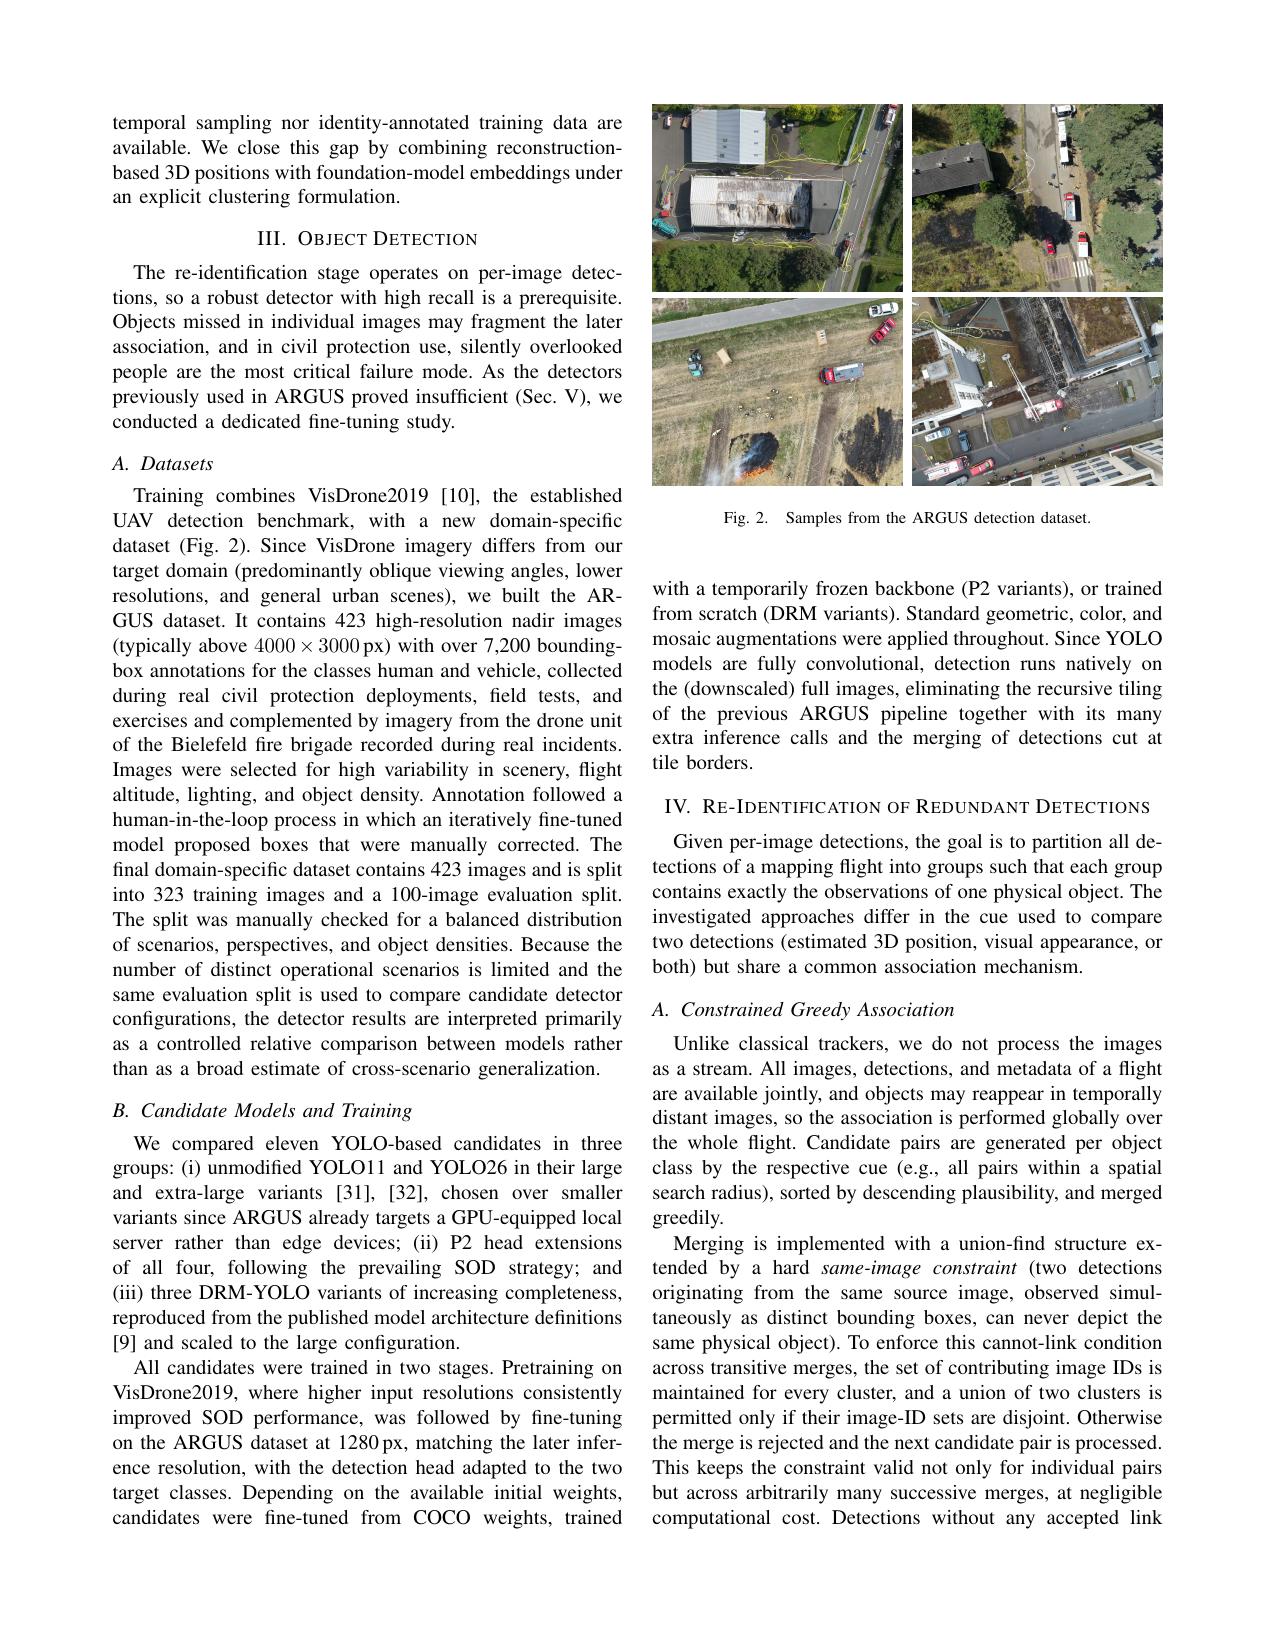 temporal sampling nor identity-annotated training data are
available. We close this gap by combining reconstruction-
based 3D positions with foundation-model embeddings under
an explicit clustering formulation.
III. OBJECT DETECTION
The re-identification stage operates on per-image detec-
tions, so a robust detector with high recall is a prerequisite.
Objects missed in individual images may fragment the later
association, and in civil protection use, silently overlooked
people are the most critical failure mode. As the detectors
previously used in ARGUS proved insufficient (Sec. V), we
conducted a dedicated fine-tuning study.
A. Datasets
Training combines VisDrone2019 [10], the established
UAV detection benchmark, with a new domain-specific
dataset (Fig. 2). Since VisDrone imagery differs from our
target domain (predominantly oblique viewing angles, lower
resolutions, and general urban scenes), we built the AR-
GUS dataset. It contains 423 high-resolution nadir images
(typically above 4000 × 3000 px) with over 7,200 bounding-
box annotations for the classes human and vehicle, collected
during real civil protection deployments, field tests, and
exercises and complemented by imagery from the drone unit
of the Bielefeld fire brigade recorded during real incidents.
Images were selected for high variability in scenery, flight
altitude, lighting, and object density. Annotation followed a
human-in-the-loop process in which an iteratively fine-tuned
model proposed boxes that were manually corrected. The
final domain-specific dataset contains 423 images and is split
into 323 training images and a 100-image evaluation split.
The split was manually checked for a balanced distribution
of scenarios, perspectives, and object densities. Because the
number of distinct operational scenarios is limited and the
same evaluation split is used to compare candidate detector
configurations, the detector results are interpreted primarily
as a controlled relative comparison between models rather
than as a broad estimate of cross-scenario generalization.
B. Candidate Models and Training
We compared eleven YOLO-based candidates in three
groups: (i) unmodified YOLO11 and YOLO26 in their large
and extra-large variants [31], [32], chosen over smaller
variants since ARGUS already targets a GPU-equipped local
server rather than edge devices; (ii) P2 head extensions
of all four, following the prevailing SOD strategy; and
(iii) three DRM-YOLO variants of increasing completeness,
reproduced from the published model architecture definitions
[9] and scaled to the large configuration.
All candidates were trained in two stages. Pretraining on
VisDrone2019, where higher input resolutions consistently
improved SOD performance, was followed by fine-tuning
on the ARGUS dataset at 1280 px, matching the later infer-
ence resolution, with the detection head adapted to the two
target classes. Depending on the available initial weights,
candidates were fine-tuned from COCO weights, trained
Fig. 2. Samples from the ARGUS detection dataset.
with a temporarily frozen backbone (P2 variants), or trained
from scratch (DRM variants). Standard geometric, color, and
mosaic augmentations were applied throughout. Since YOLO
models are fully convolutional, detection runs natively on
the (downscaled) full images, eliminating the recursive tiling
of the previous ARGUS pipeline together with its many
extra inference calls and the merging of detections cut at
tile borders.
IV. RE-IDENTIFICATION OF REDUNDANT DETECTIONS
Given per-image detections, the goal is to partition all de-
tections of a mapping flight into groups such that each group
contains exactly the observations of one physical object. The
investigated approaches differ in the cue used to compare
two detections (estimated 3D position, visual appearance, or
both) but share a common association mechanism.
A. Constrained Greedy Association
Unlike classical trackers, we do not process the images
as a stream. All images, detections, and metadata of a flight
are available jointly, and objects may reappear in temporally
distant images, so the association is performed globally over
the whole flight. Candidate pairs are generated per object
class by the respective cue (e.g., all pairs within a spatial
search radius), sorted by descending plausibility, and merged
greedily.
Merging is implemented with a union-find structure ex-
tended by a hard same-image constraint (two detections
originating from the same source image, observed simul-
taneously as distinct bounding boxes, can never depict the
same physical object). To enforce this cannot-link condition
across transitive merges, the set of contributing image IDs is
maintained for every cluster, and a union of two clusters is
permitted only if their image-ID sets are disjoint. Otherwise
the merge is rejected and the next candidate pair is processed.
This keeps the constraint valid not only for individual pairs
but across arbitrarily many successive merges, at negligible
computational cost. Detections without any accepted link